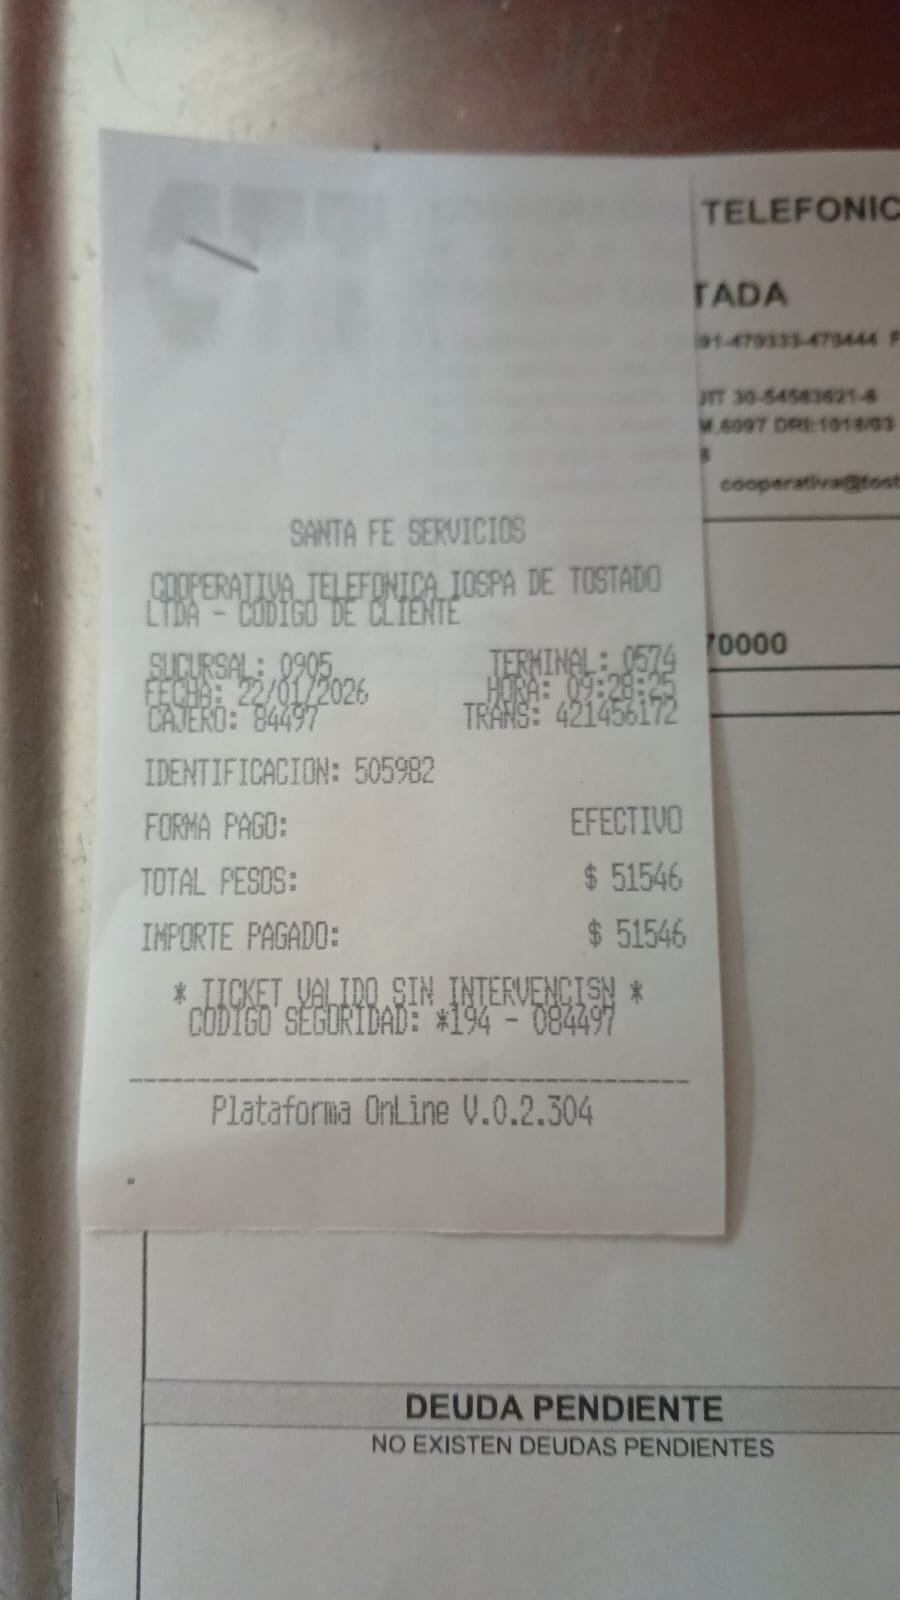 TELEFONIC
TADA
91-479333-479444 F
JIT 30-54583621-6
M.6097 DRI:1018/03
cooperativa@tost
70000
SANTA FE SERVICIOS
COOPERATIVA TELEFONICA IOSPA DE TOSTADO
LTDA - CODIGO DE CLIENTE
SUCURSAL: 0905 TERMINAL: 0574
FECHA: 22/01/2026 HORA: 09:28:25
CAJERO: 84497 TRANS: 421456172
IDENTIFICACION: 505982
FORMA PAGO: EFECTIVO
TOTAL PESOS: $ 51546
IMPORTE PAGADO: $ 51546
* TICKET VALIDO SIN INTERVENCISN *
CODIGO SEGURIDAD: *194 - 084497
Plataforma OnLine V.0.2.304
DEUDA PENDIENTE
NO EXISTEN DEUDAS PENDIENTES